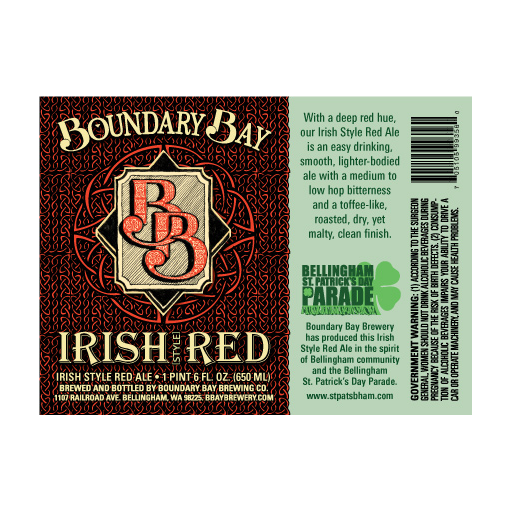 BOUNDARY BAY
BB
IRISH STYLE RED
IRISH STYLE RED ALE • 1 PINT 6 FL. OZ. (650 ML)
BREWED AND BOTTLED BY BOUNDARY BAY BREWING CO.
1107 RAILROAD AVE. BELLINGHAM, WA 98225. BBAYBREWERY.COM
With a deep red hue,
our Irish Style Red Ale
is an easy drinking,
smooth, lighter-bodied
ale with a medium to
low hop bitterness
and a toffee-like,
roasted, dry, yet
malty, clean finish.
BELLINGHAM
ST. PATRICK'S DAY
PARADE
Boundary Bay Brewery
has produced this Irish
Style Red Ale in the spirit
of Bellingham community
and the Bellingham
St. Patrick's Day Parade.
www.stpatsbham.com
GOVERNMENT WARNING: (1) ACCORDING TO THE SURGEON
GENERAL, WOMEN SHOULD NOT DRINK ALCOHOLIC BEVERAGES DURING
PREGNANCY BECAUSE OF THE RISK OF BIRTH DEFECTS. (2) CONSUMP-
TION OF ALCOHOLIC BEVERAGES IMPAIRS YOUR ABILITY TO DRIVE A
CAR OR OPERATE MACHINERY, AND MAY CAUSE HEALTH PROBLEMS.